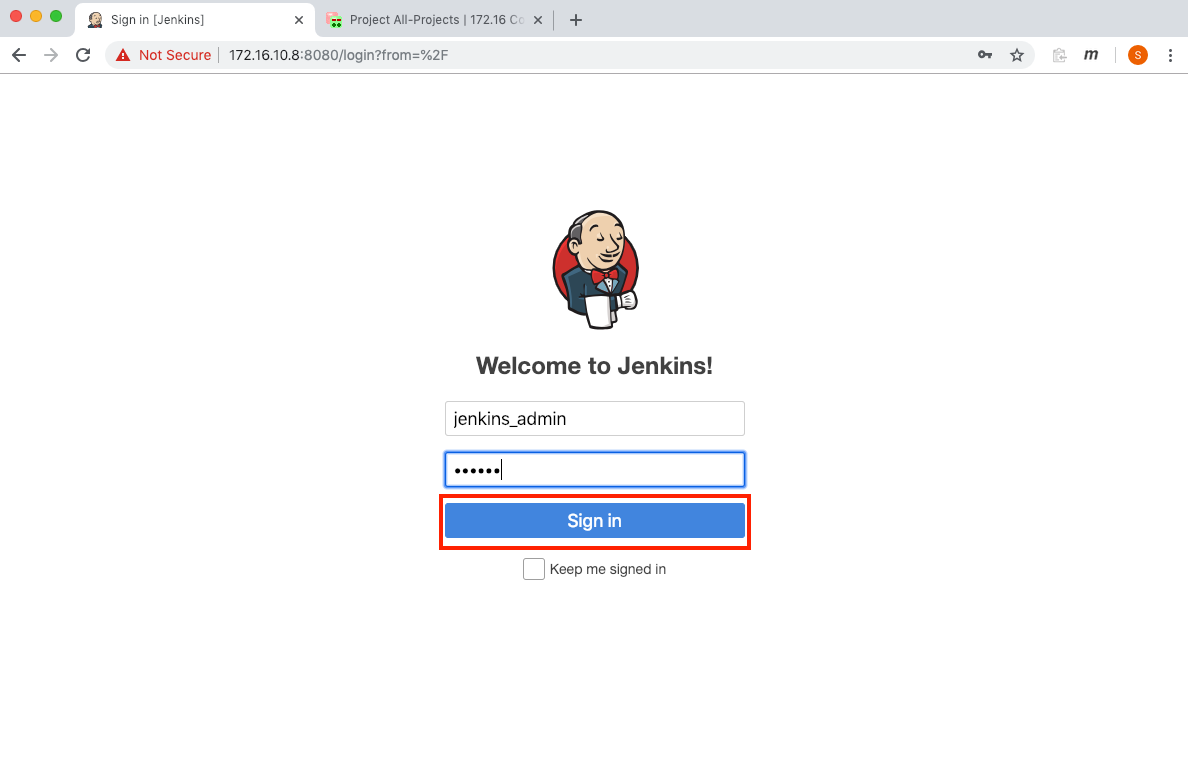 Sign in [Jenkins]
Project All-Projects | 172.16 Co
Not Secure
172.16.10.8:8080/login?from=%2F
m
S
Welcome to Jenkins!
jenkins_admin
••••••
Sign in
Keep me signed in